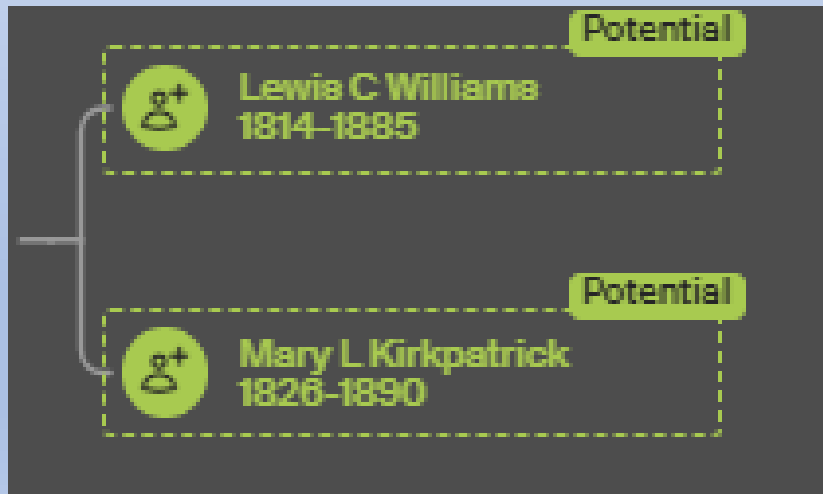 Potential
Lewis C Williams
1814–1885
Potential
Mary L Kirkpatrick
1826-1890